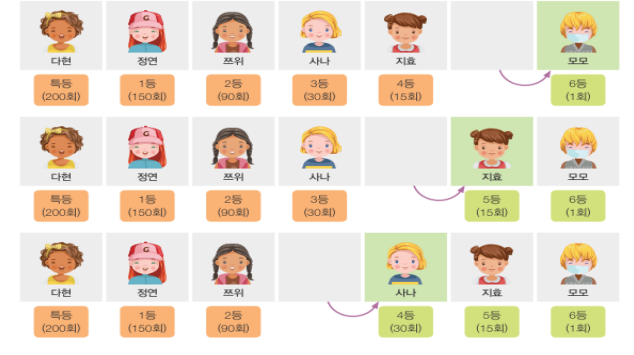 다현 정연 쯔위 사나 지효 모모
특등 1등 2등 3등 4등 6등
(200회) (150회) (90회) (30회) (15회) (1회)
다현 정연 쯔위 사나 지효 모모
특등 1등 2등 3등 5등 6등
(200회) (150회) (90회) (30회) (15회) (1회)
다현 정연 쯔위 사나 지효 모모
특등 1등 2등 4등 5등 6등
(200회) (150회) (90회) (30회) (15회) (1회)